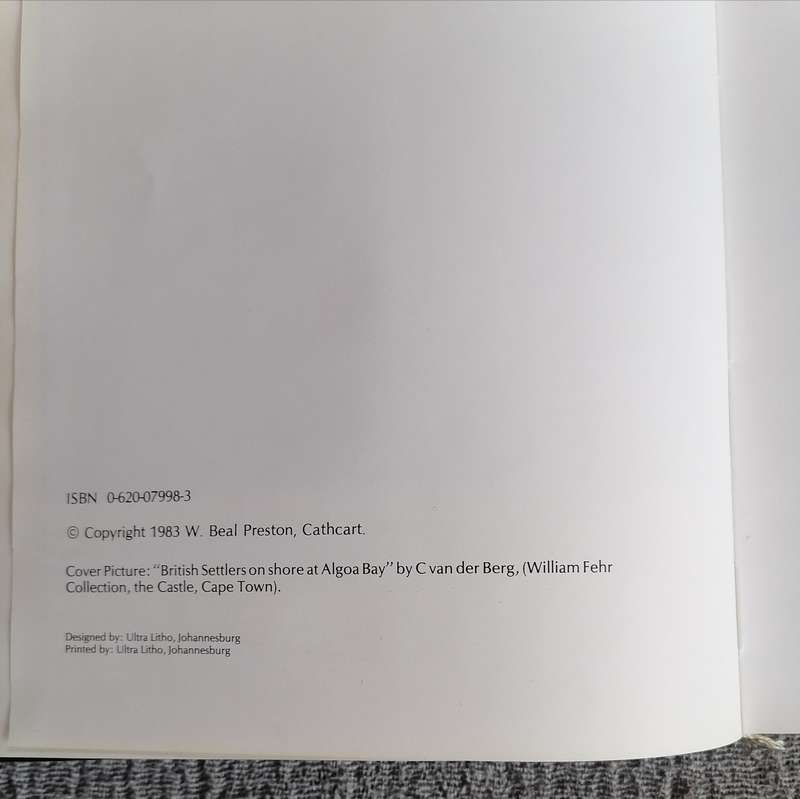 ISBN 0-620-07998-3
© Copyright 1983 W. Beal Preston, Cathcart.
Cover Picture: "British Settlers on shore at Algoa Bay" by C van der Berg, (William Fehr
Collection, the Castle, Cape Town).
Designed by: Ultra Litho, Johannesburg
Printed by: Ultra Litho, Johannesburg